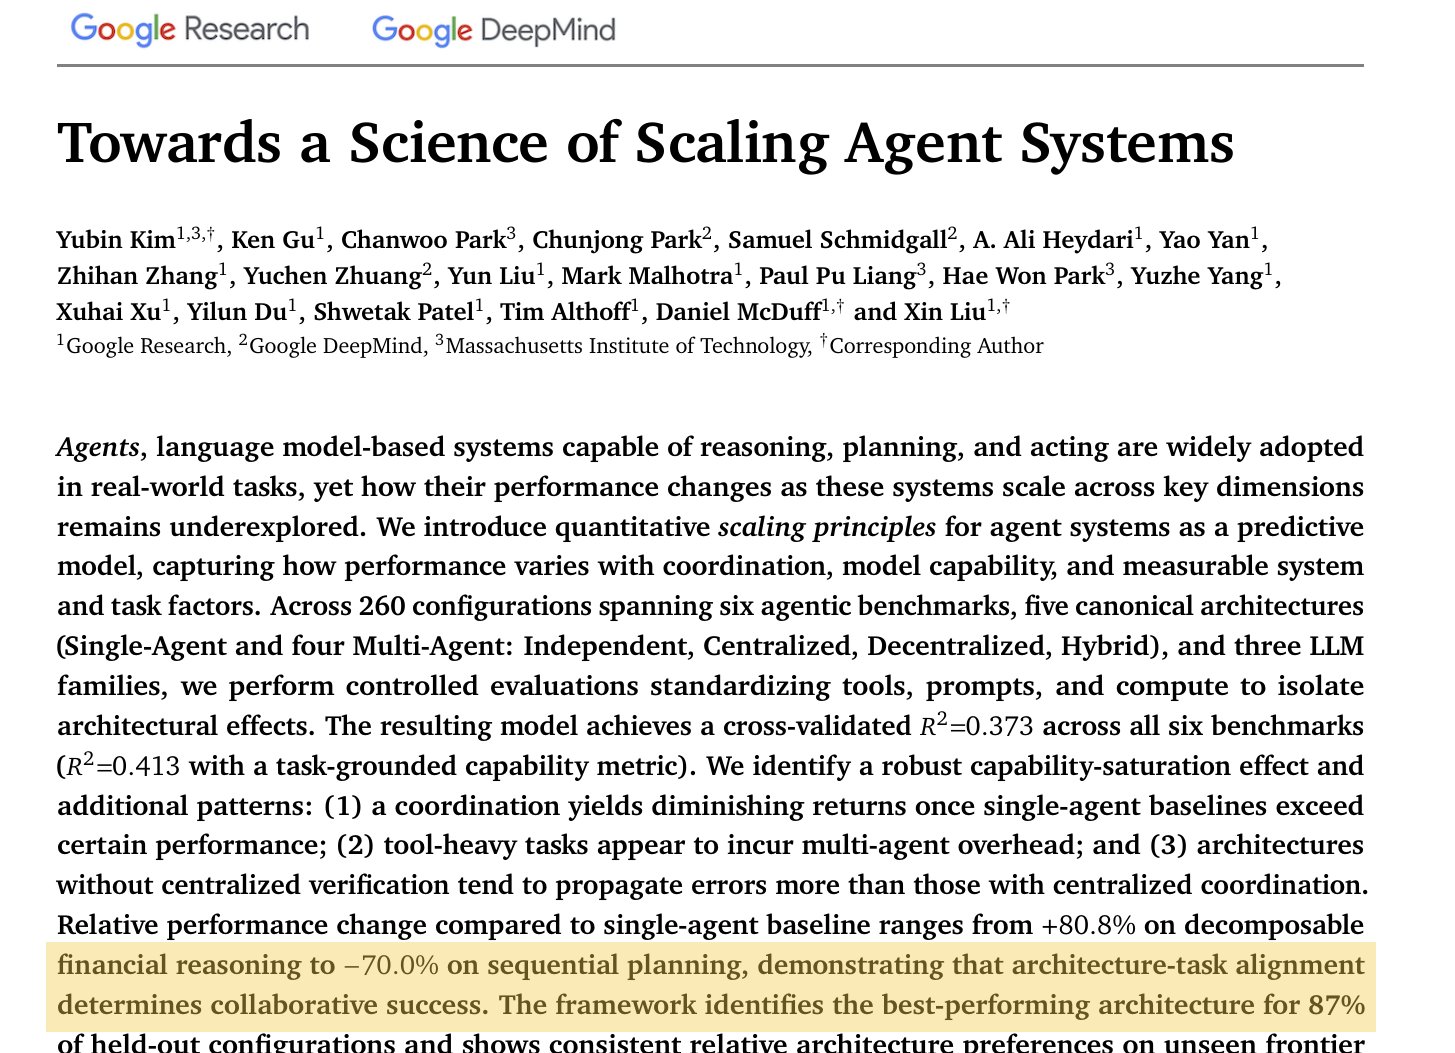 Google Research Google DeepMind
Towards a Science of Scaling Agent Systems
Yubin Kim1,3,†, Ken Gu1, Chanwoo Park3, Chunjong Park2, Samuel Schmidgall2, A. Ali Heydari1, Yao Yan1,
Zhihan Zhang1, Yuchen Zhuang2, Yun Liu1, Mark Malhotra1, Paul Pu Liang3, Hae Won Park3, Yuzhe Yang1,
Xuhai Xu1, Yilun Du1, Shwetak Patel1, Tim Althoff1, Daniel McDuff1,† and Xin Liu1,†
1Google Research, 2Google DeepMind, 3Massachusetts Institute of Technology, †Corresponding Author
Agents, language model-based systems capable of reasoning, planning, and acting are widely adopted
in real-world tasks, yet how their performance changes as these systems scale across key dimensions
remains underexplored. We introduce quantitative scaling principles for agent systems as a predictive
model, capturing how performance varies with coordination, model capability, and measurable system
and task factors. Across 260 configurations spanning six agentic benchmarks, five canonical architectures
(Single-Agent and four Multi-Agent: Independent, Centralized, Decentralized, Hybrid), and three LLM
families, we perform controlled evaluations standardizing tools, prompts, and compute to isolate
architectural effects. The resulting model achieves a cross-validated R2=0.373 across all six benchmarks
(R2=0.413 with a task-grounded capability metric). We identify a robust capability-saturation effect and
additional patterns: (1) a coordination yields diminishing returns once single-agent baselines exceed
certain performance; (2) tool-heavy tasks appear to incur multi-agent overhead; and (3) architectures
without centralized verification tend to propagate errors more than those with centralized coordination.
Relative performance change compared to single-agent baseline ranges from +80.8% on decomposable
financial reasoning to −70.0% on sequential planning, demonstrating that architecture-task alignment
determines collaborative success. The framework identifies the best-performing architecture for 87%
of held-out configurations and shows consistent relative architecture preferences on unseen frontier